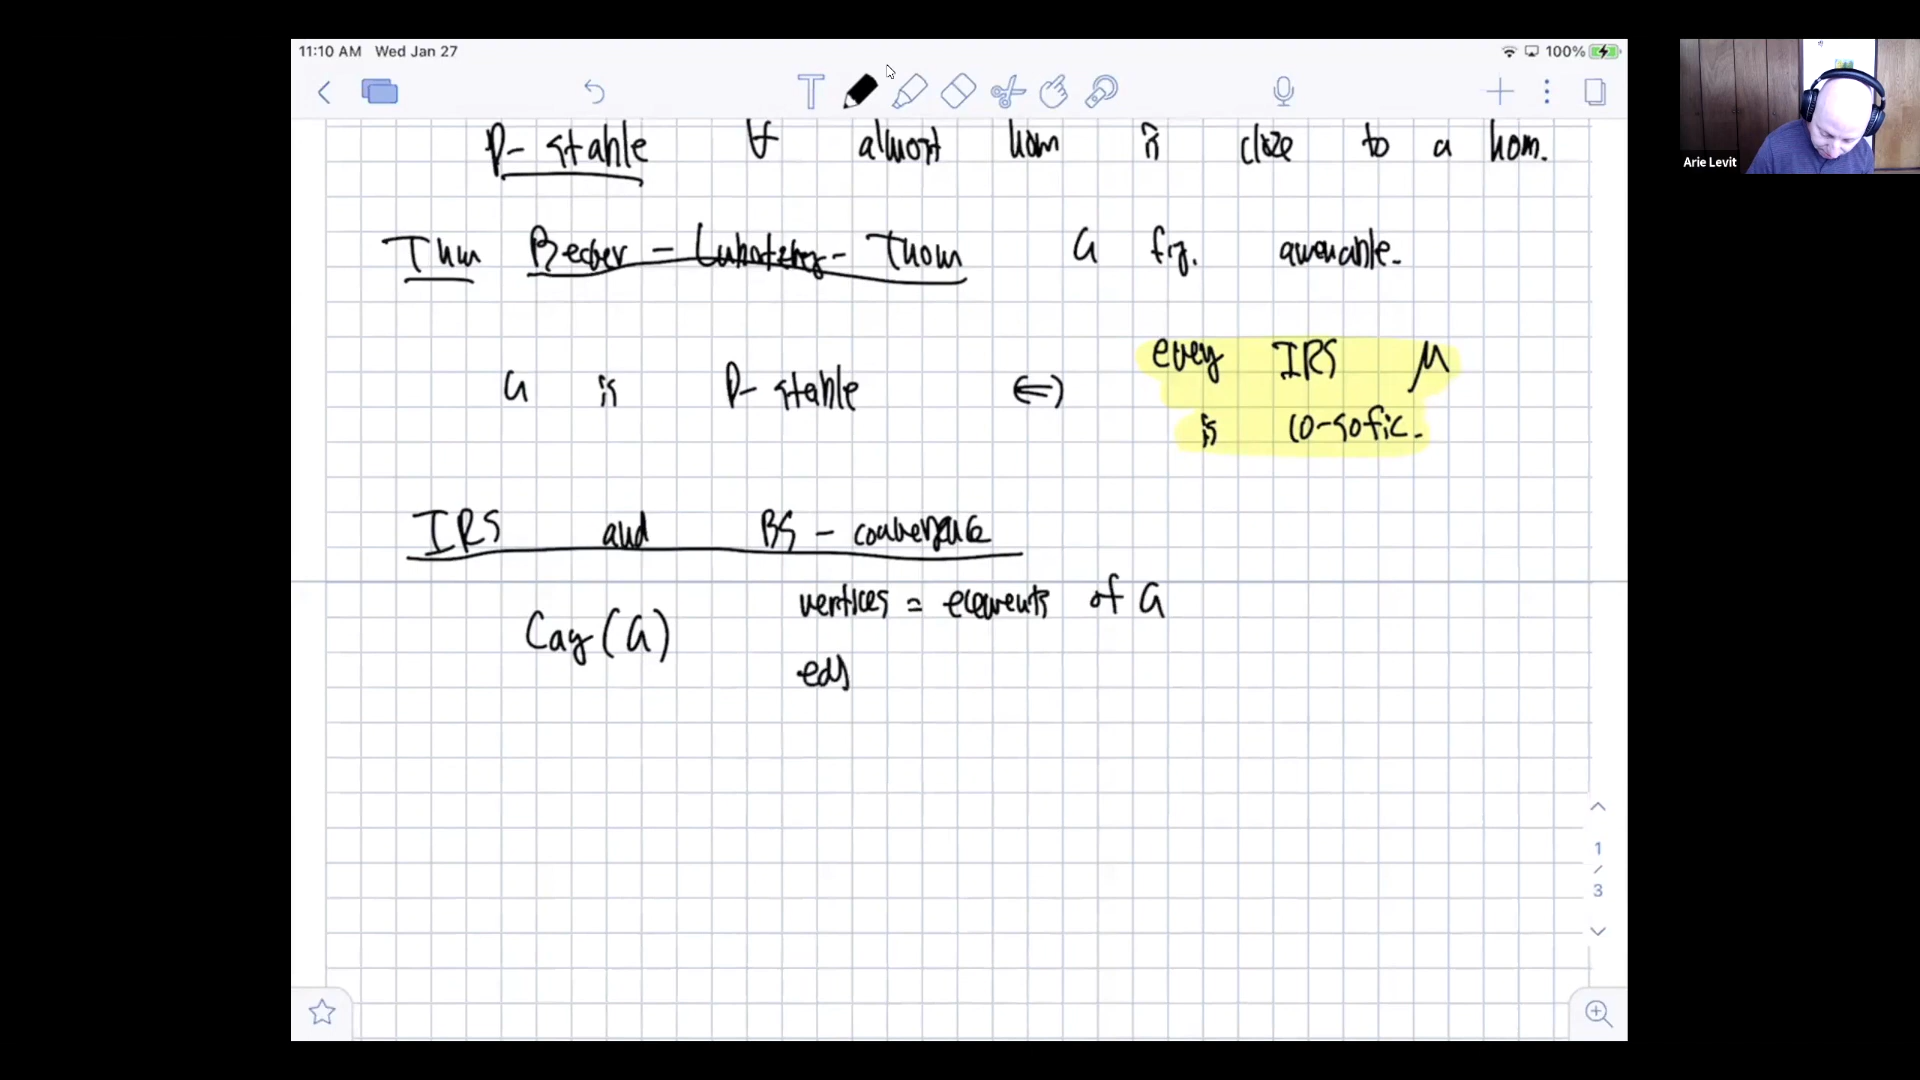 11:10 AM Wed Jan 27
100%
P-stable ∀ almost hom is close to a hom.
Thm Becker - Lubotzky - Thom G f.g. amenable.
G is P-stable ⟺ every IRS μ
is co-sofic.
IRS and BS - convergence
vertices = elements of G
Cay(G)
edg
1
/
3
Arie Levit